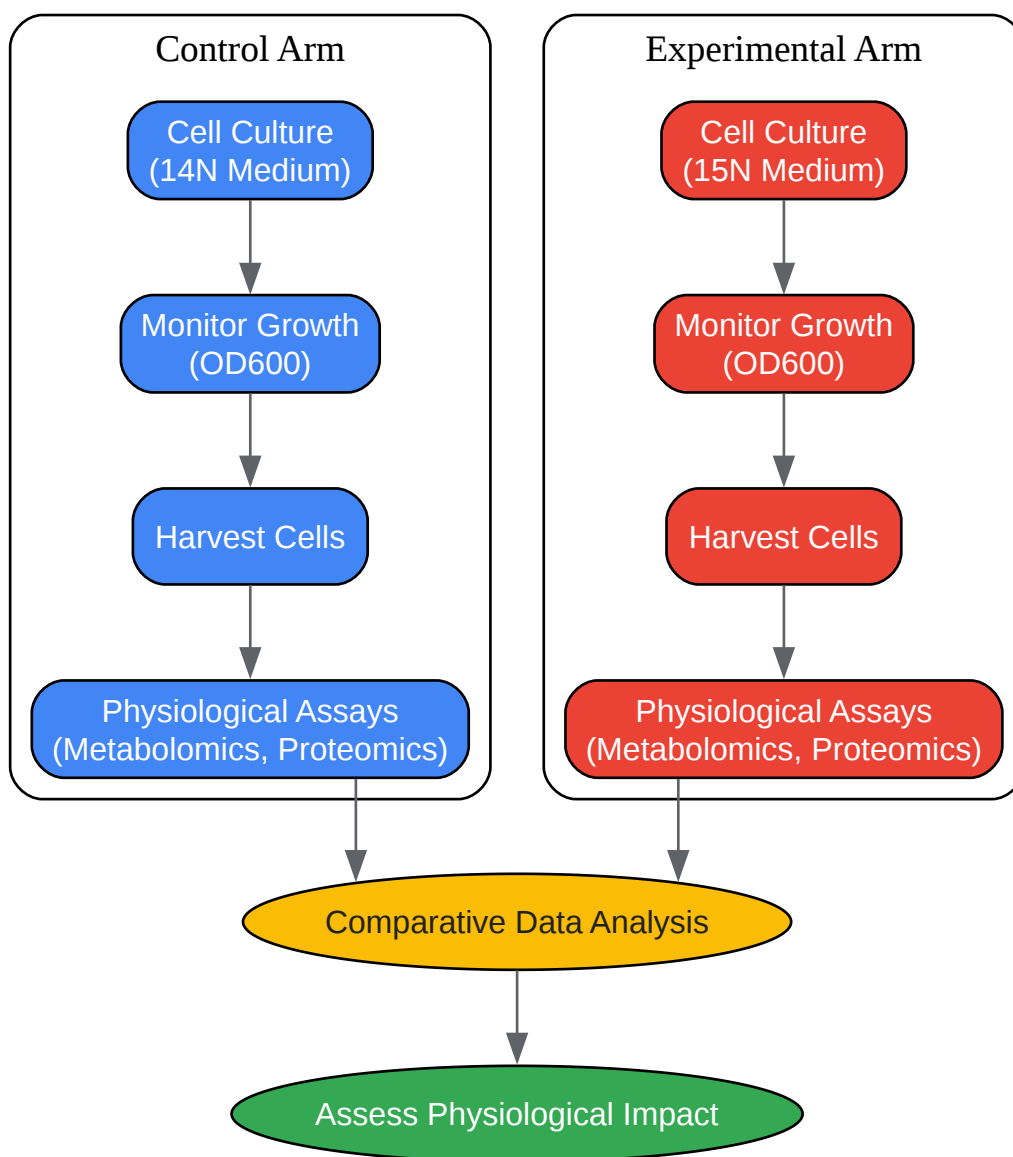 Control Arm
Cell Culture
(14N Medium)
Monitor Growth
(OD600)
Harvest Cells
Physiological Assays
(Metabolomics, Proteomics)
Experimental Arm
Cell Culture
(15N Medium)
Monitor Growth
(OD600)
Harvest Cells
Physiological Assays
(Metabolomics, Proteomics)
Comparative Data Analysis
Assess Physiological Impact